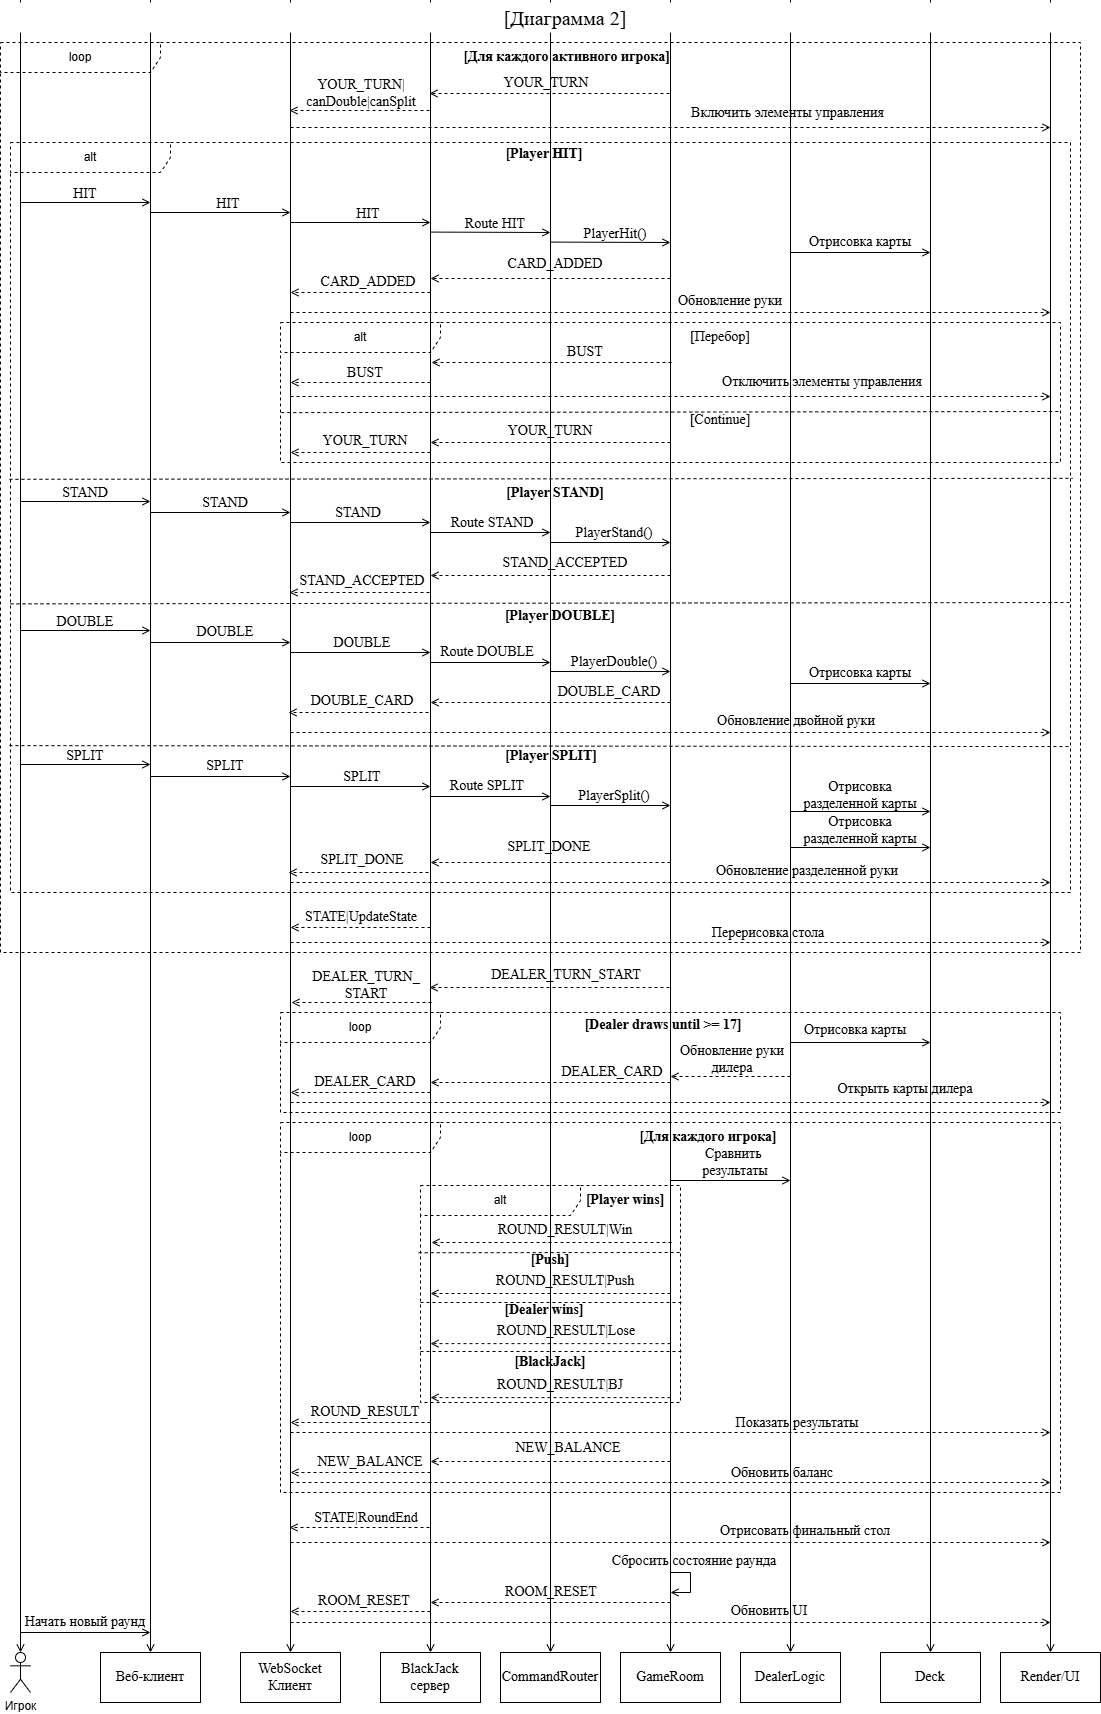 [Диаграмма 2]
loop
[Для каждого активного игрока]
YOUR_TURN
YOUR_TURN|
canDouble|canSplit
Включить элементы управления
alt
[Player HIT]
HIT
HIT
HIT
Route HIT
PlayerHit()
Отрисовка карты
CARD_ADDED
CARD_ADDED
Обновление руки
alt
[Перебор]
BUST
BUST
Отключить элементы управления
[Continue]
YOUR_TURN
YOUR_TURN
[Player STAND]
STAND
STAND
STAND
Route STAND
PlayerStand()
STAND_ACCEPTED
STAND_ACCEPTED
[Player DOUBLE]
DOUBLE
DOUBLE
DOUBLE
Route DOUBLE
PlayerDouble()
Отрисовка карты
DOUBLE_CARD
DOUBLE_CARD
Обновление двойной руки
[Player SPLIT]
SPLIT
SPLIT
SPLIT
Route SPLIT
PlayerSplit()
Отрисовка
разделенной карты
Отрисовка
разделенной карты
SPLIT_DONE
SPLIT_DONE
Обновление разделенной руки
STATE|UpdateState
Перерисовка стола
DEALER_TURN_START
DEALER_TURN_
START
loop
[Dealer draws until >= 17]
Отрисовка карты
Обновление руки
дилера
DEALER_CARD
DEALER_CARD
Открыть карты дилера
loop
[Для каждого игрока]
Сравнить
результаты
alt
[Player wins]
ROUND_RESULT|Win
[Push]
ROUND_RESULT|Push
[Dealer wins]
ROUND_RESULT|Lose
[BlackJack]
ROUND_RESULT|BJ
ROUND_RESULT
Показать результаты
NEW_BALANCE
NEW_BALANCE
Обновить баланс
STATE|RoundEnd
Отрисовать финальный стол
Сбросить состояние раунда
ROOM_RESET
ROOM_RESET
Обновить UI
Начать новый раунд
Игрок
Веб-клиент
WebSocket
Клиент
BlackJack
сервер
CommandRouter
GameRoom
DealerLogic
Deck
Render/UI